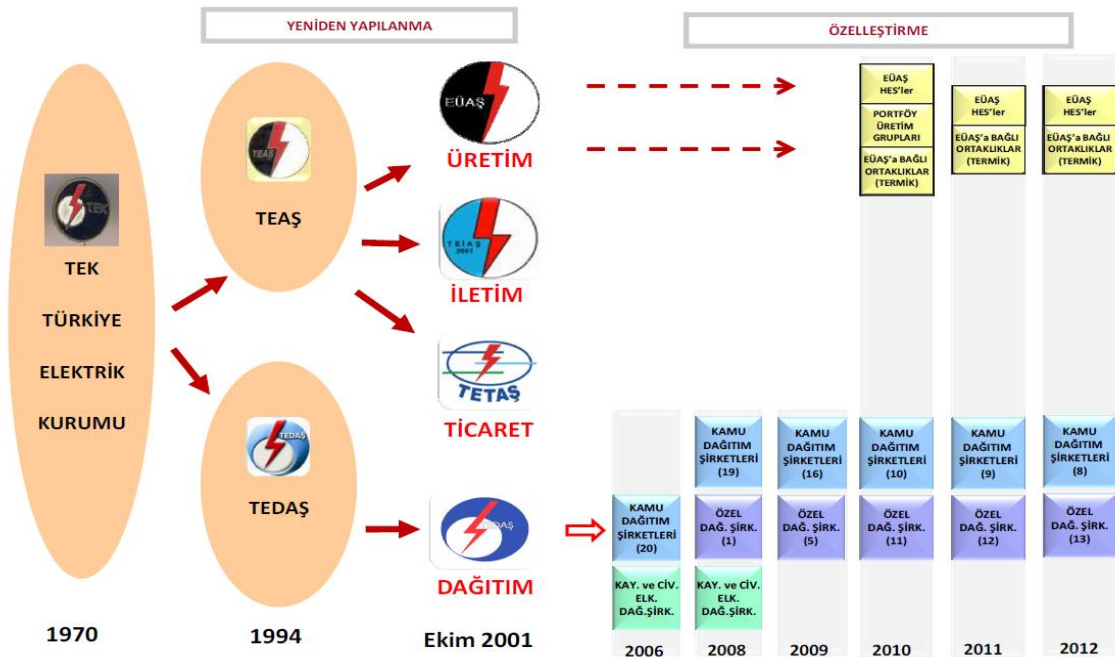 YENİDEN YAPILANMA
ÖZELLEŞTİRME
TEK
TEK
TÜRKİYE
ELEKTRİK
KURUMU
1970
TEAŞ
TEAŞ
TEDAŞ
TEDAŞ
1994
EÜAŞ
ÜRETİM
TEİAŞ
2001
İLETİM
TETAŞ
TİCARET
TEDAŞ
DAĞITIM
Ekim 2001
KAMU
DAĞITIM
ŞİRKETLERİ
(20)
KAY. ve CİV.
ELK.
DAĞ.ŞİRK.
2006
KAMU
DAĞITIM
ŞİRKETLERİ
(19)
ÖZEL
DAĞ. ŞİRK.
(1)
KAY. ve CİV.
ELK.
DAĞ.ŞİRK.
2008
KAMU
DAĞITIM
ŞİRKETLERİ
(16)
ÖZEL
DAĞ. ŞİRK.
(5)
2009
EÜAŞ
HES'ler
PORTFÖY
ÜRETİM
GRUPLARI
EÜAŞ'a BAĞLI
ORTAKLIKLAR
(TERMİK)
KAMU
DAĞITIM
ŞİRKETLERİ
(10)
ÖZEL
DAĞ. ŞİRK.
(11)
2010
EÜAŞ
HES'ler
EÜAŞ'a BAĞLI
ORTAKLIKLAR
(TERMİK)
KAMU
DAĞITIM
ŞİRKETLERİ
(9)
ÖZEL
DAĞ. ŞİRK.
(12)
2011
EÜAŞ
HES'ler
EÜAŞ'a BAĞLI
ORTAKLIKLAR
(TERMİK)
KAMU
DAĞITIM
ŞİRKETLERİ
(8)
ÖZEL
DAĞ. ŞİRK.
(13)
2012